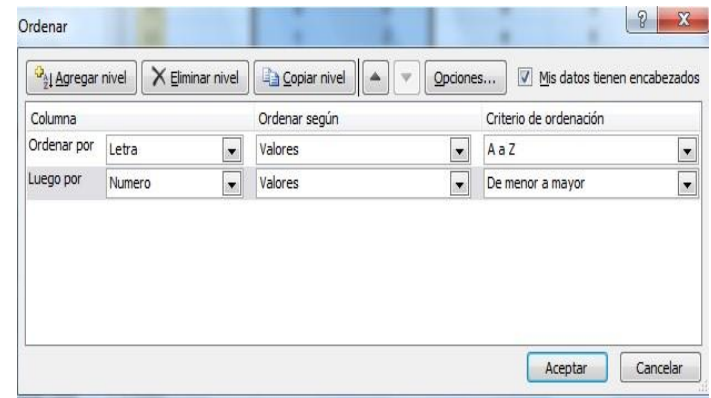 Ordenar
Agregar nivel Eliminar nivel Copiar nivel Opciones... Mis datos tienen encabezados
Columna Ordenar según Criterio de ordenación
Ordenar por Letra Valores A a Z
Luego por Numero Valores De menor a mayor
Aceptar Cancelar